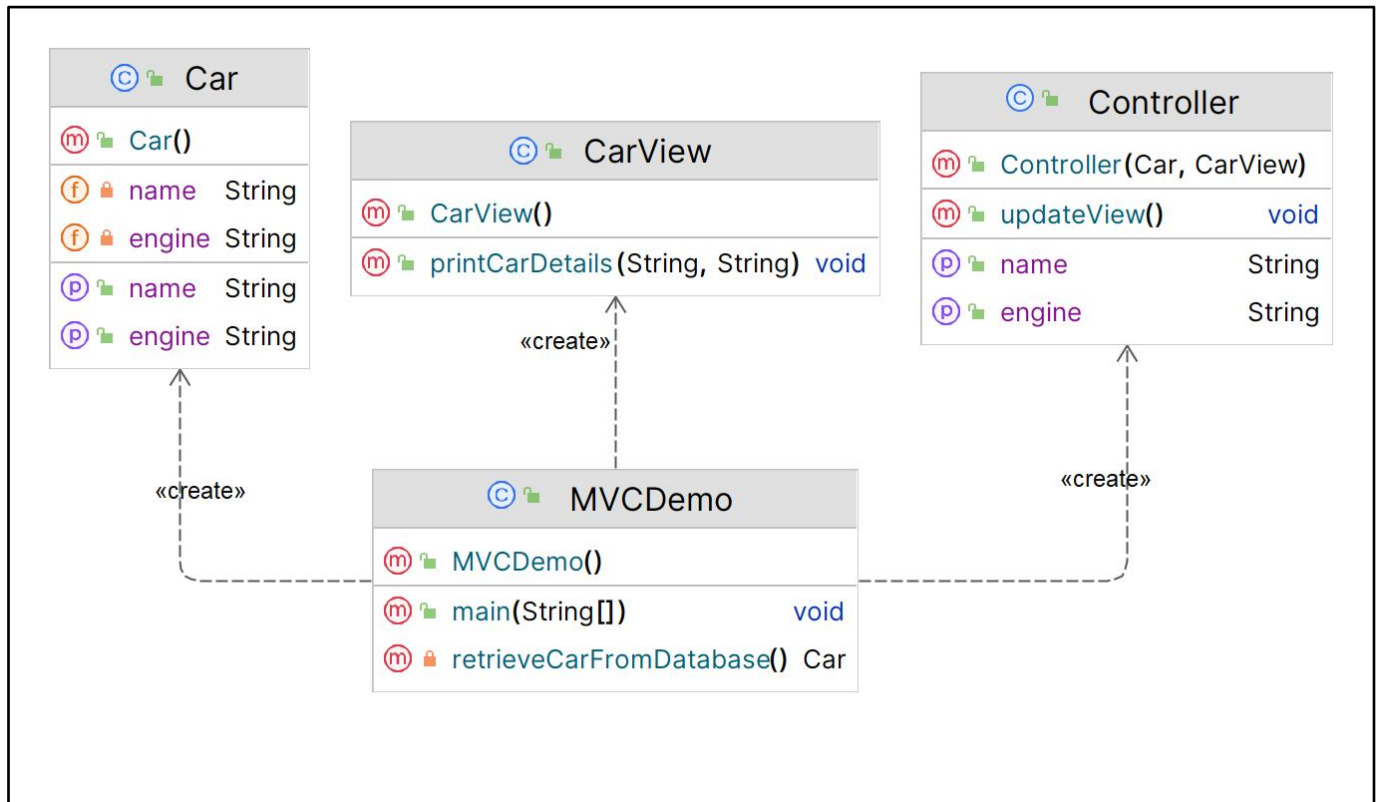 Car
Car()
name String
engine String
name String
engine String
CarView
CarView()
printCarDetails(String, String) void
Controller
Controller(Car, CarView)
updateView() void
name String
engine String
«create»
«create»
«create»
MVCDemo
MVCDemo()
main(String[]) void
retrieveCarFromDatabase() Car